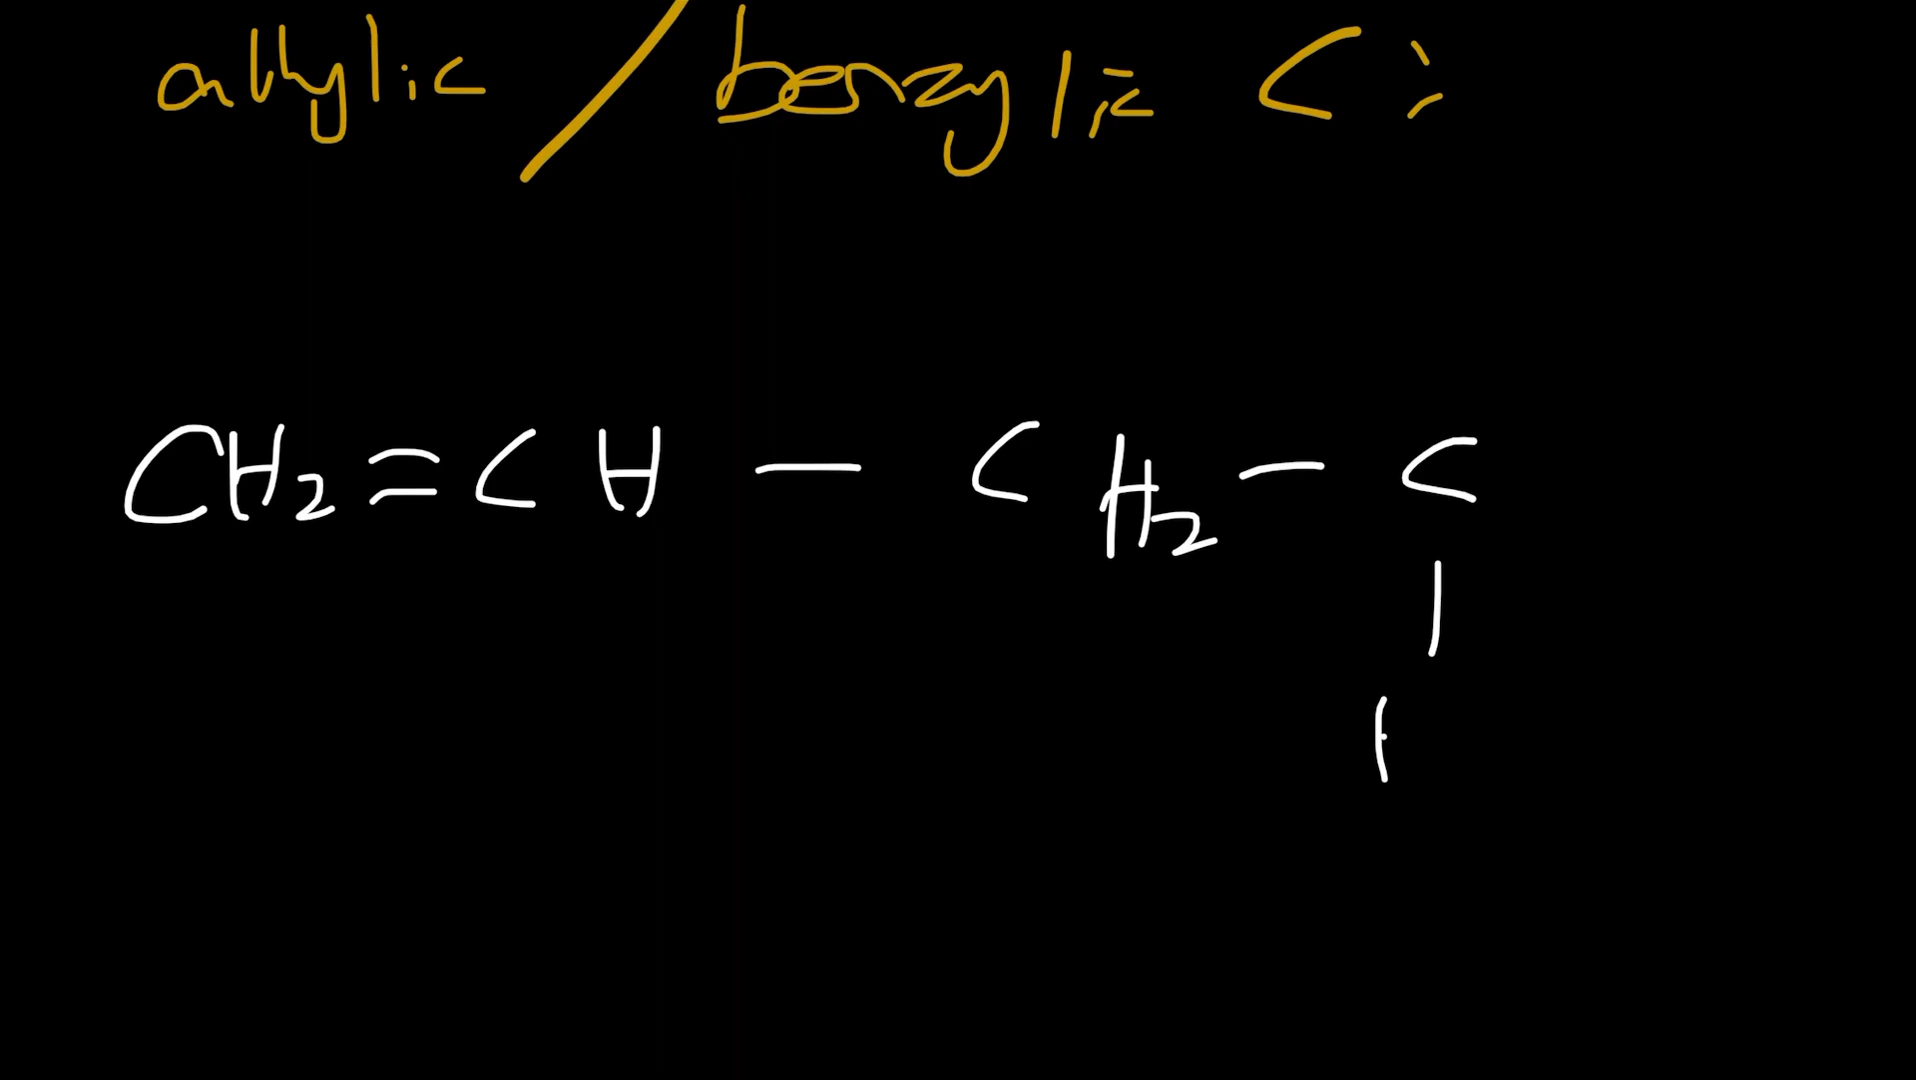 allylic / benzylic C :
CH₂=CH — CH₂ — C
|